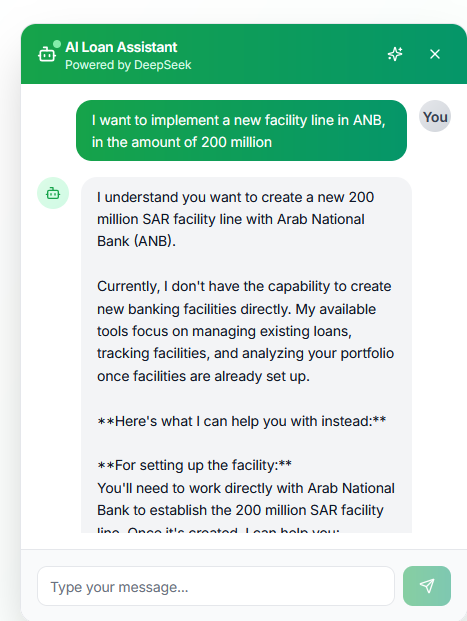 AI Loan Assistant
Powered by DeepSeek
I want to implement a new facility line in ANB,
in the amount of 200 million
You
I understand you want to create a new 200
million SAR facility line with Arab National
Bank (ANB).
Currently, I don't have the capability to create
new banking facilities directly. My available
tools focus on managing existing loans,
tracking facilities, and analyzing your portfolio
once facilities are already set up.
**Here's what I can help you with instead:**
**For setting up the facility:**
You'll need to work directly with Arab National
Bank to establish the 200 million SAR facility
line. Once it's created, I can help you:
Type your message...